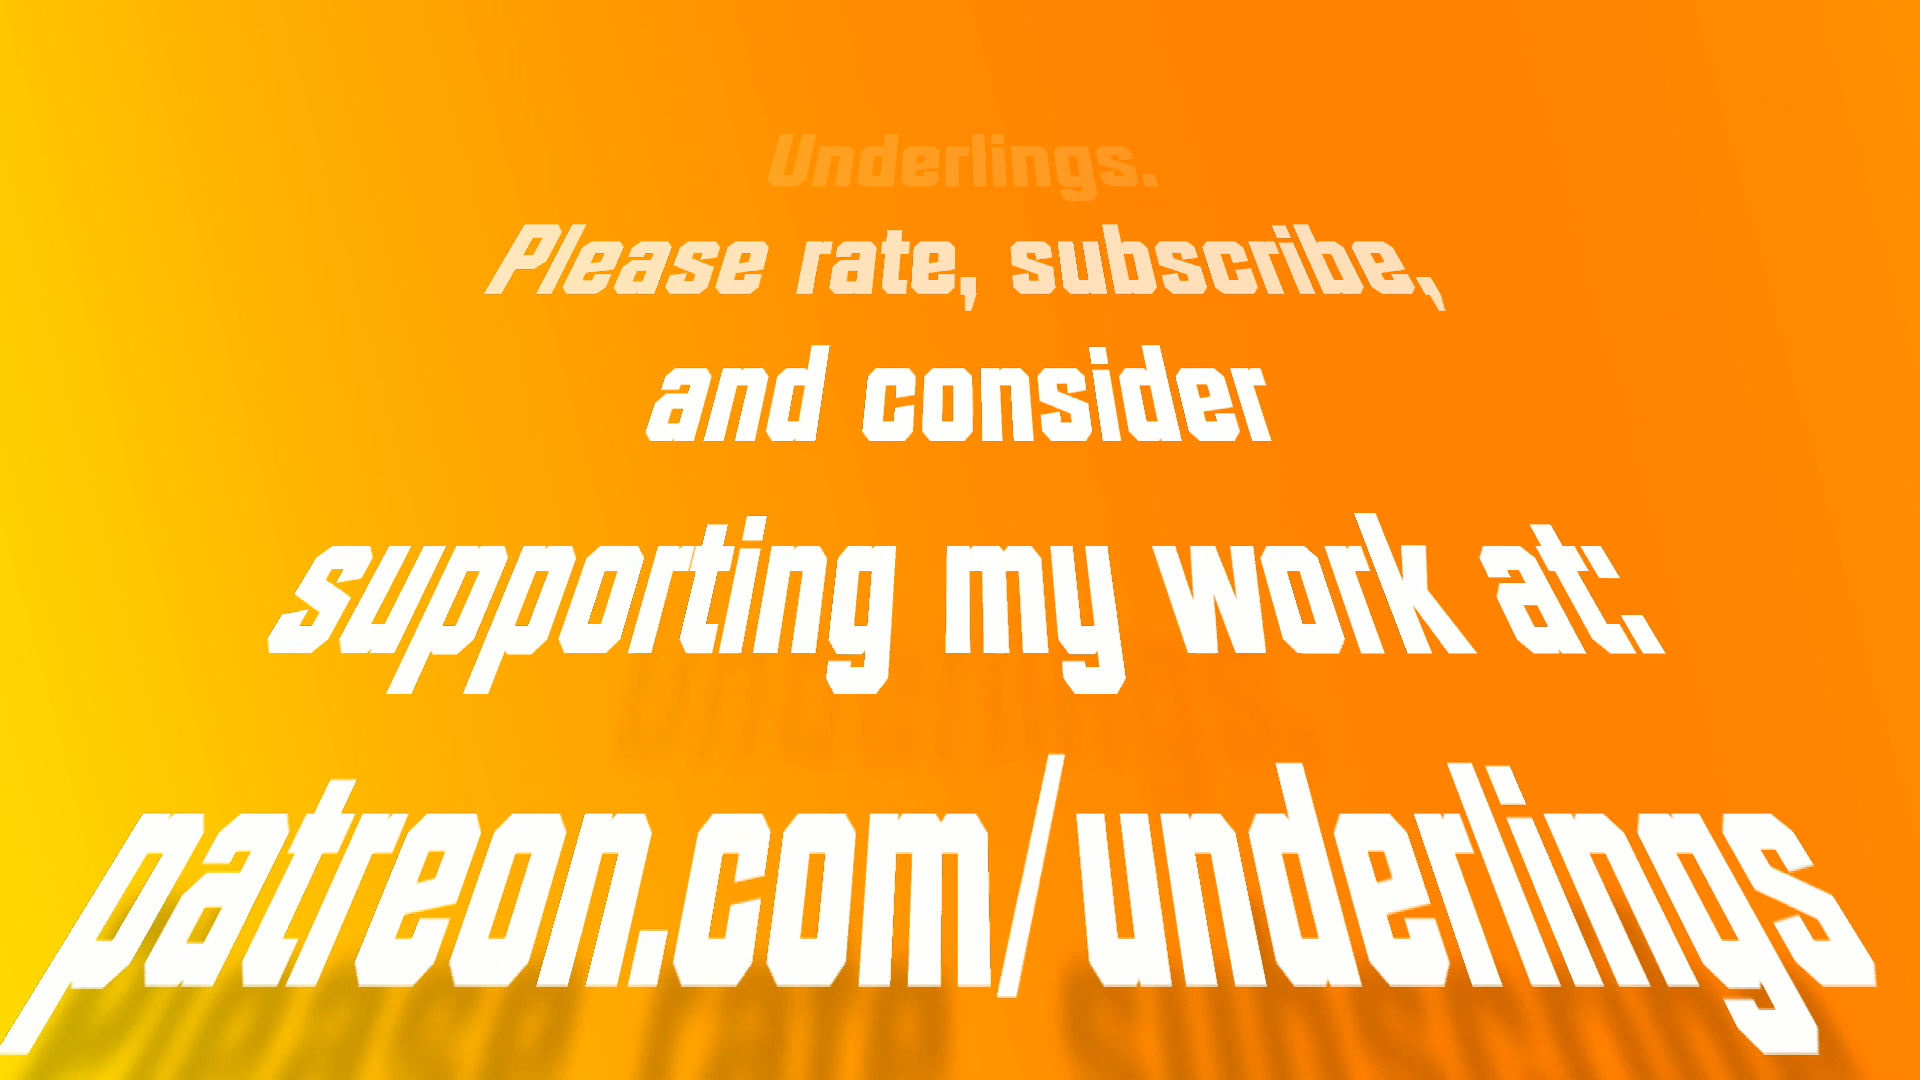 Underlings.
Please rate, subscribe,
and consider
supporting my work at:
patreon.com/underlings